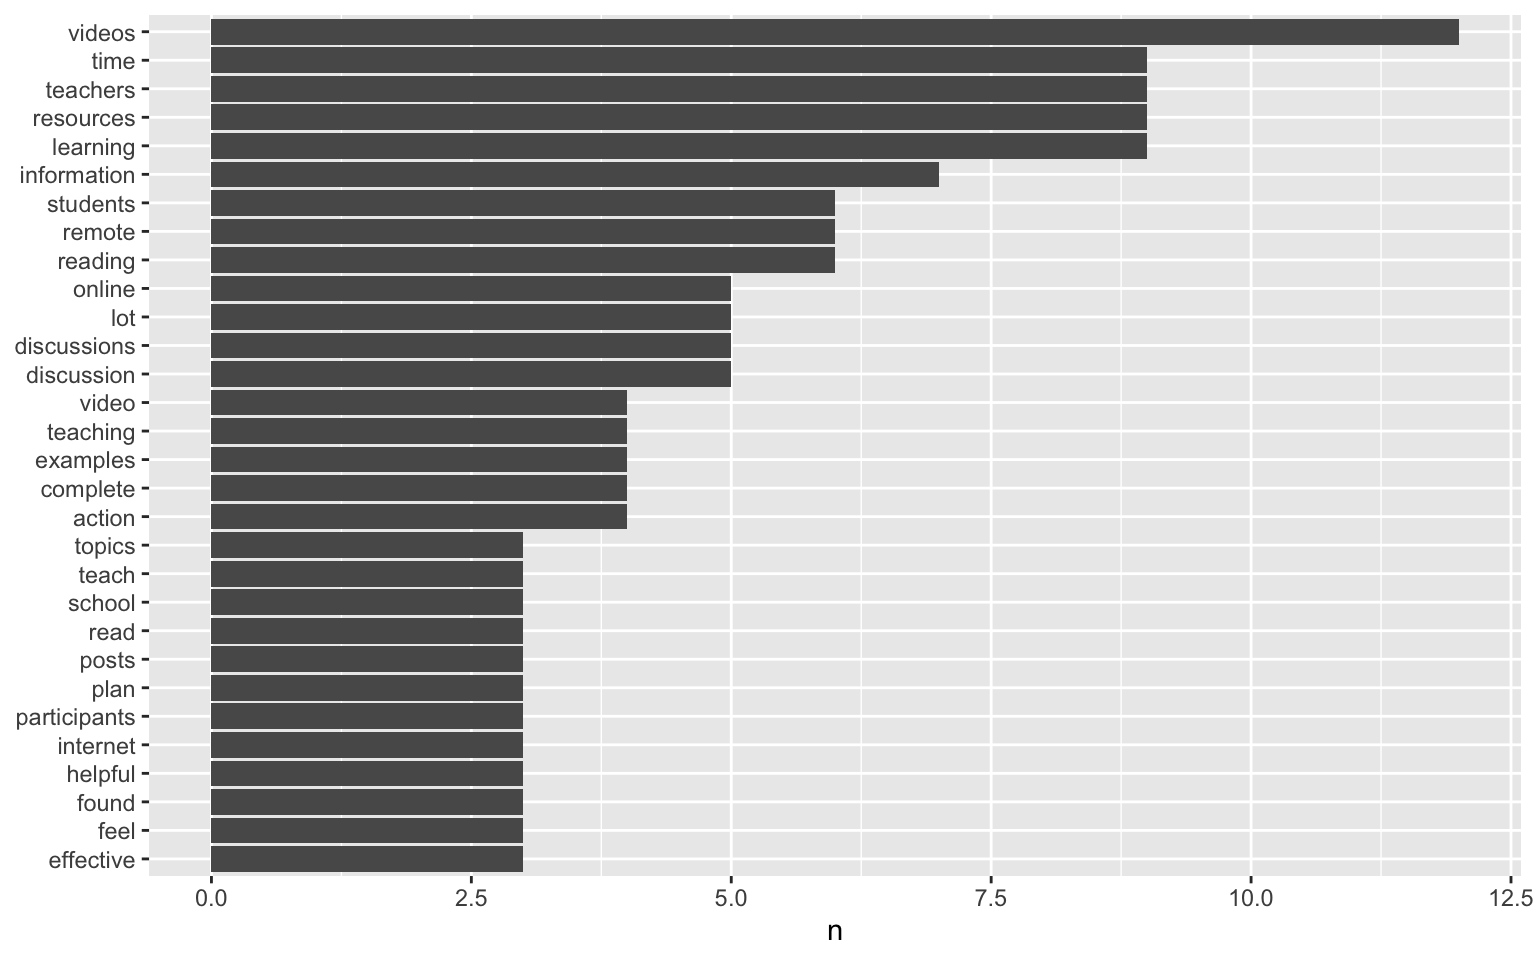 videos
time
teachers
resources
learning
information
students
remote
reading
online
lot
discussions
discussion
video
teaching
examples
complete
action
topics
teach
school
read
posts
plan
participants
internet
helpful
found
feel
effective
0.0 2.5 5.0 7.5 10.0 12.5
n